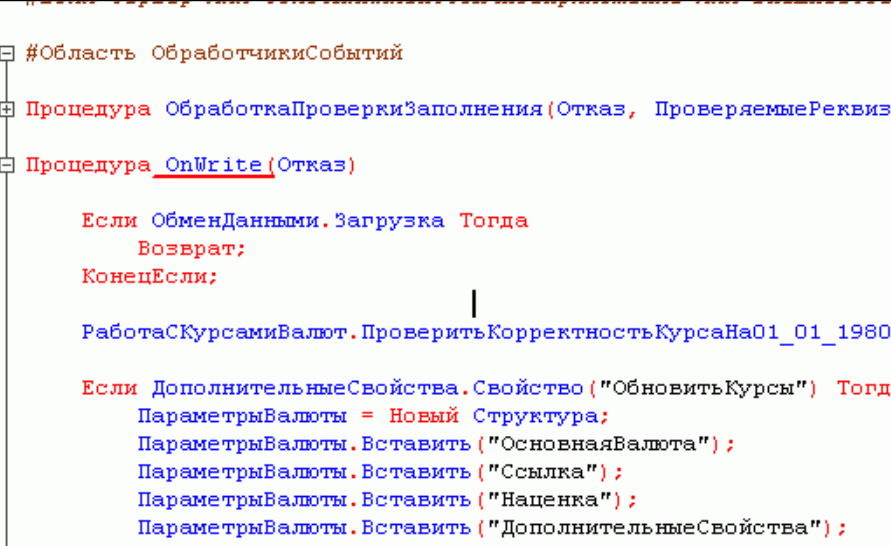 #Область ОбработчикиСобытий
Процедура ОбработкаПроверкиЗаполнения(Отказ, ПроверяемыеРеквиз
Процедура OnWrite(Отказ)
Если ОбменДанными.Загрузка Тогда
Возврат;
КонецЕсли;
РаботаСКурсамиВалют.ПроверитьКорректностьКурсаНа01_01_1980
Если ДополнительныеСвойства.Свойство("ОбновитьКурсы") Тогд
ПараметрыВалюты = Новый Структура;
ПараметрыВалюты.Вставить("ОсновнаяВалюта");
ПараметрыВалюты.Вставить("Ссылка");
ПараметрыВалюты.Вставить("Наценка");
ПараметрыВалюты.Вставить("ДополнительныеСвойства");